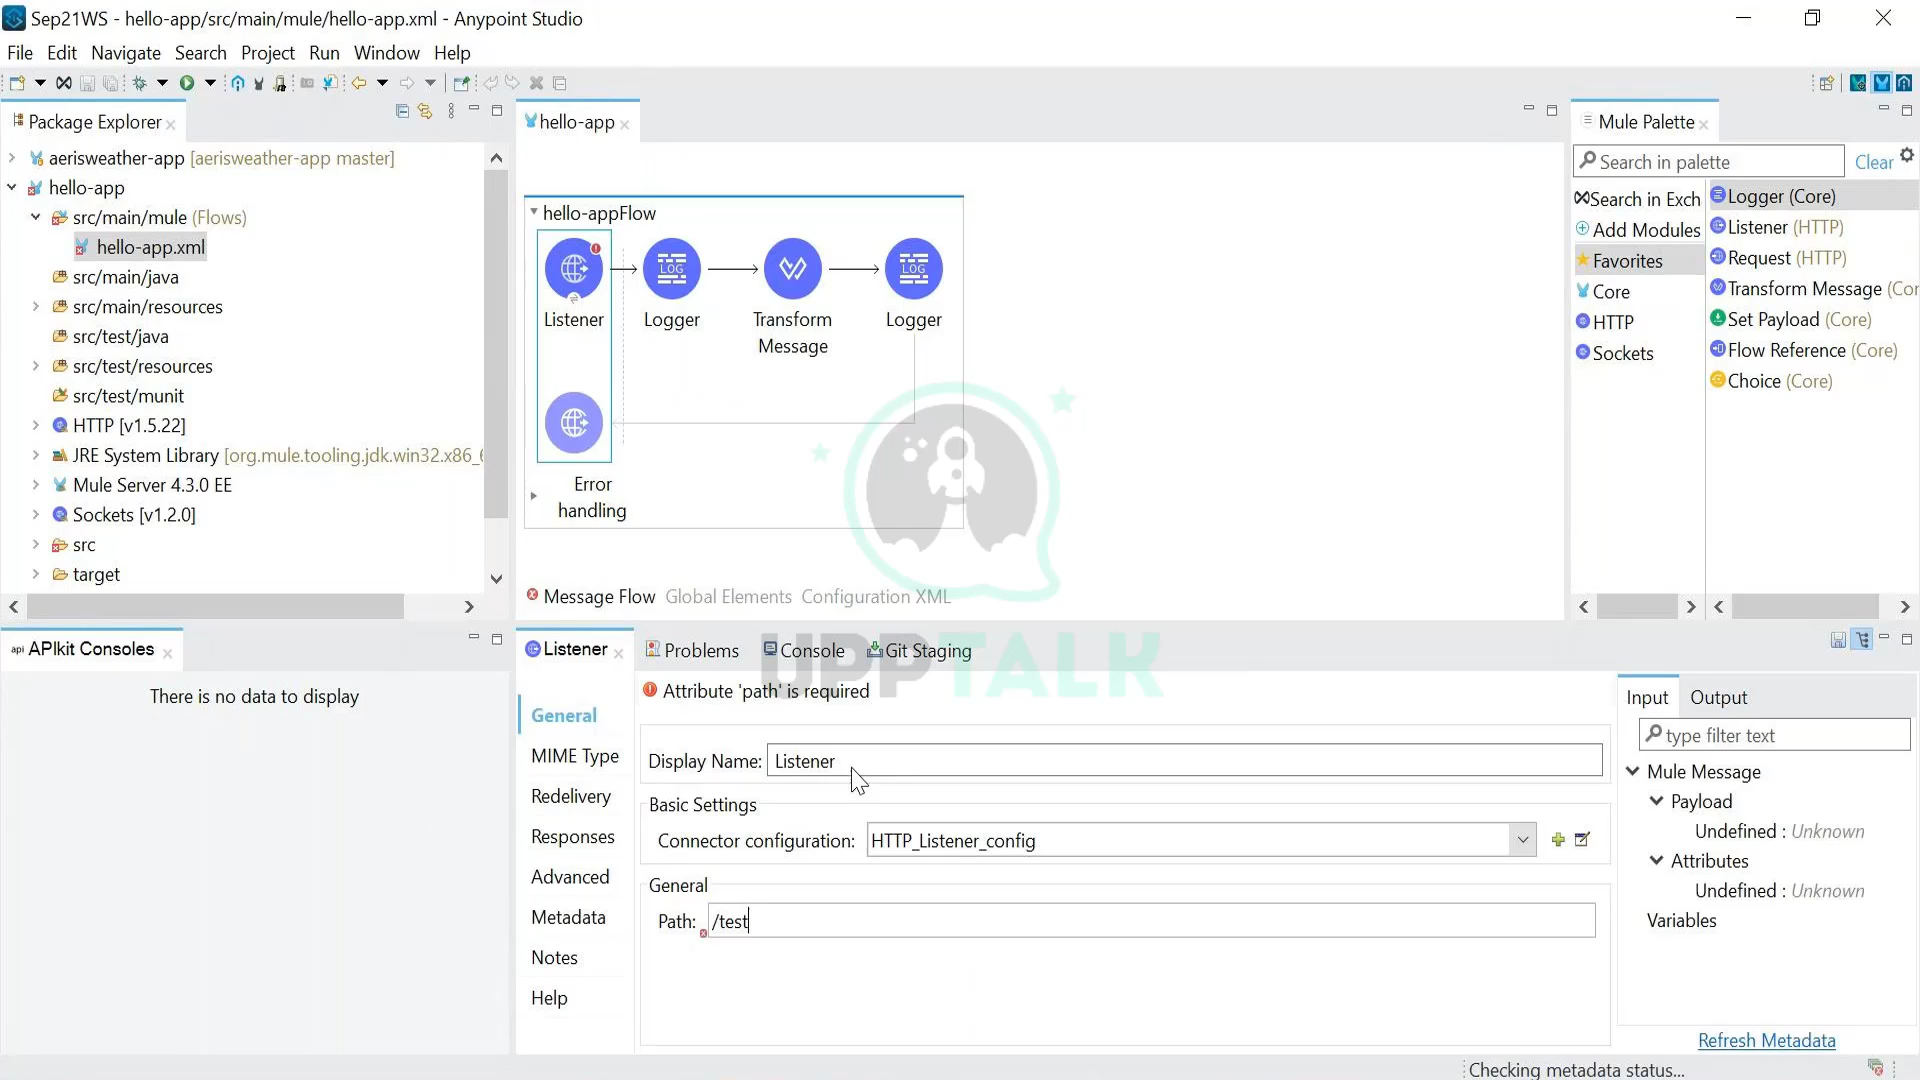 Sep21WS - hello-app/src/main/mule/hello-app.xml - Anypoint Studio
File Edit Navigate Search Project Run Window Help
Package Explorer
aerisweather-app [aerisweather-app master]
hello-app
src/main/mule (Flows)
hello-app.xml
src/main/java
src/main/resources
src/test/java
src/test/resources
src/test/munit
HTTP [v1.5.22]
JRE System Library [org.mule.tooling.jdk.win32.x86_6
Mule Server 4.3.0 EE
Sockets [v1.2.0]
src
target
hello-app
hello-appFlow
Listener
LOG
Logger
Transform
Message
LOG
Logger
Error
handling
Message Flow Global Elements Configuration XML
Mule Palette
Search in palette
Clear
Search in Exch
Add Modules
Favorites
Core
HTTP
Sockets
Logger (Core)
Listener (HTTP)
Request (HTTP)
Transform Message (Cor
Set Payload (Core)
Flow Reference (Core)
Choice (Core)
api APIkit Consoles
There is no data to display
Listener
Problems
Console
Git Staging
UPPTALK
General
MIME Type
Redelivery
Responses
Advanced
Metadata
Notes
Help
Attribute 'path' is required
Display Name: Listener
Basic Settings
Connector configuration: HTTP_Listener_config
General
Path: /test
Input Output
type filter text
Mule Message
Payload
Undefined : Unknown
Attributes
Undefined : Unknown
Variables
Refresh Metadata
Checking metadata status...